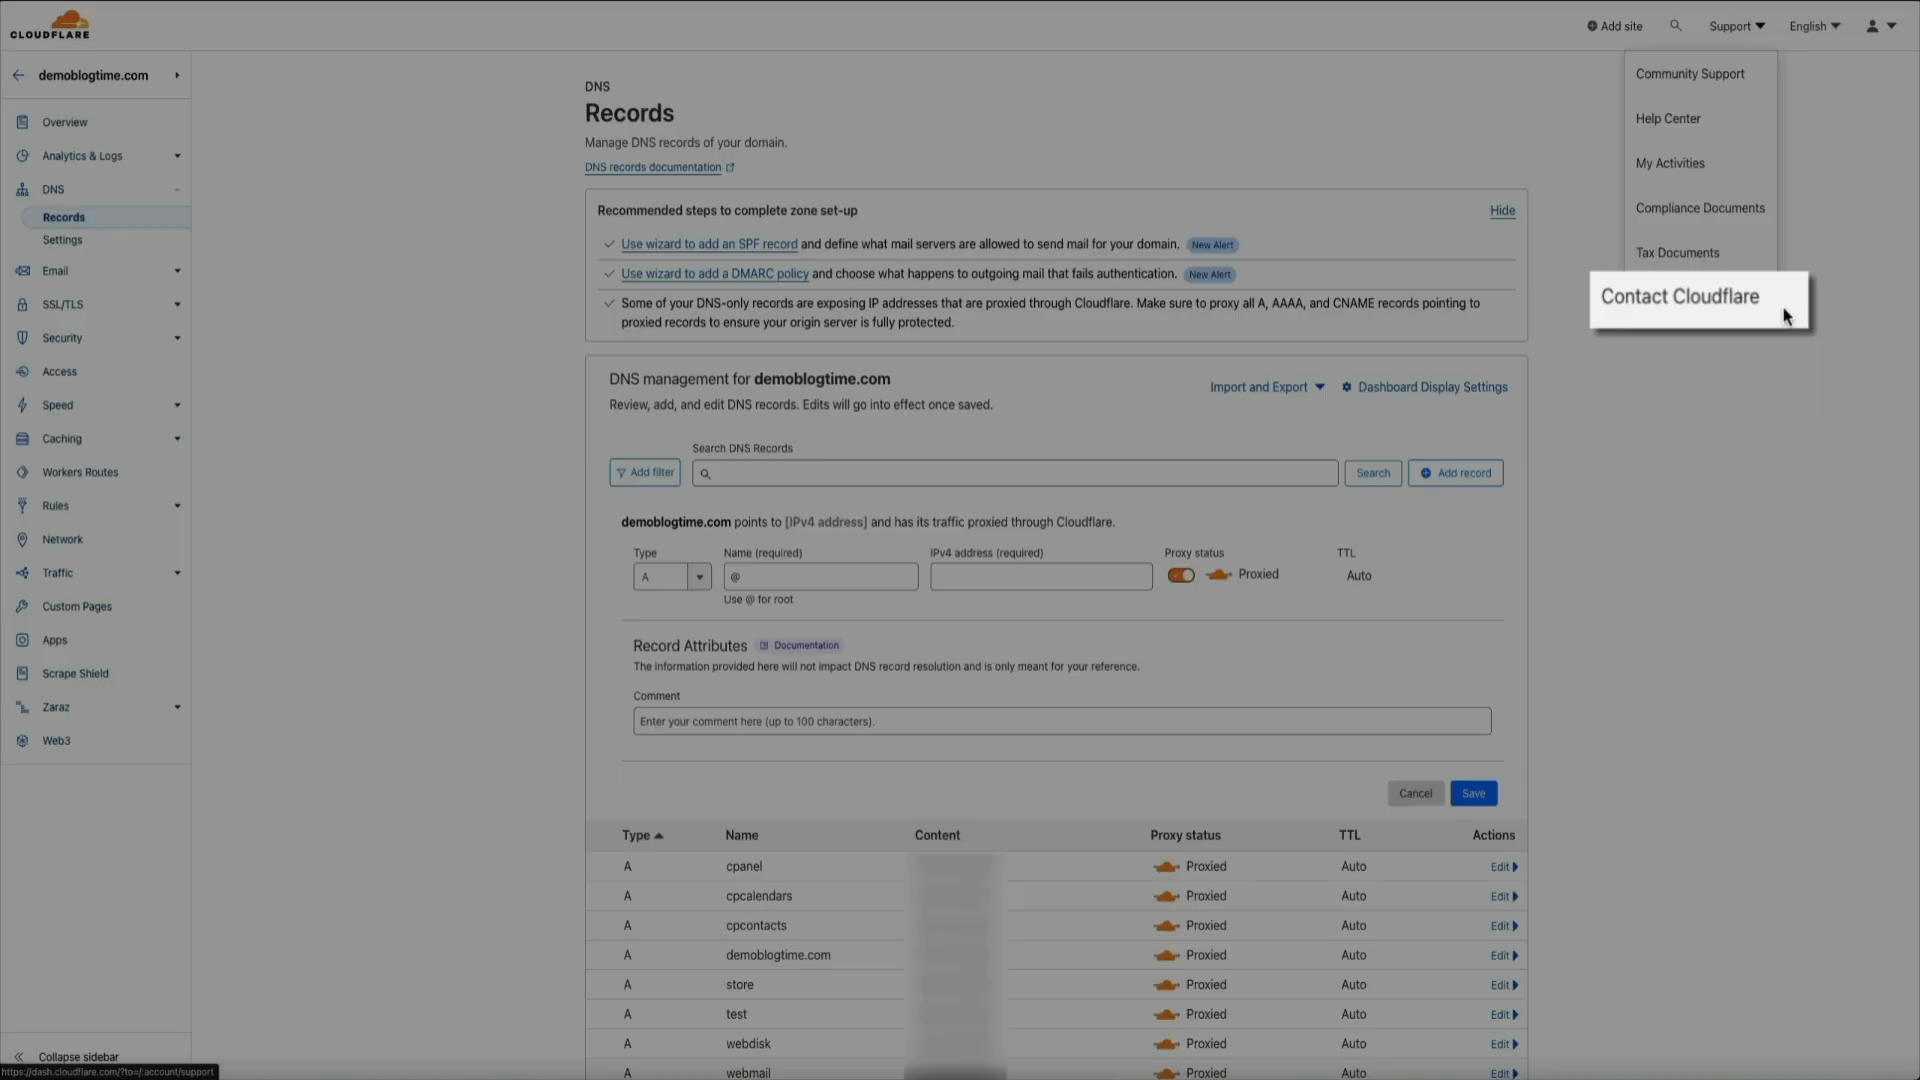 CLOUDFLARE
Add site
Support
English
demoblogtime.com
Overview
Analytics & Logs
DNS
Records
Settings
Email
SSL/TLS
Security
Access
Speed
Caching
Workers Routes
Rules
Network
Traffic
Custom Pages
Apps
Scrape Shield
Zaraz
Web3
Collapse sidebar
https://dash.cloudflare.com/?to=/:account/support
Community Support
Help Center
My Activities
Compliance Documents
Tax Documents
Contact Cloudflare
DNS
Records
Manage DNS records of your domain.
DNS records documentation
Recommended steps to complete zone set-up
Hide
Use wizard to add an SPF record and define what mail servers are allowed to send mail for your domain. New Alert
Use wizard to add a DMARC policy and choose what happens to outgoing mail that fails authentication. New Alert
Some of your DNS-only records are exposing IP addresses that are proxied through Cloudflare. Make sure to proxy all A, AAAA, and CNAME records pointing to
proxied records to ensure your origin server is fully protected.
DNS management for demoblogtime.com
Import and Export Dashboard Display Settings
Review, add, and edit DNS records. Edits will go into effect once saved.
Search DNS Records
Add filter Search Add record
demoblogtime.com points to [IPv4 address] and has its traffic proxied through Cloudflare.
Type Name (required) IPv4 address (required) Proxy status TTL
A @ Proxied Auto
Use @ for root
Record Attributes Documentation
The information provided here will not impact DNS record resolution and is only meant for your reference.
Comment
Enter your comment here (up to 100 characters).
Cancel Save
Type Name Content Proxy status TTL Actions
A cpanel Proxied Auto Edit
A cpcalendars Proxied Auto Edit
A cpcontacts Proxied Auto Edit
A demoblogtime.com Proxied Auto Edit
A store Proxied Auto Edit
A test Proxied Auto Edit
A webdisk Proxied Auto Edit
A webmail Proxied Auto Edit